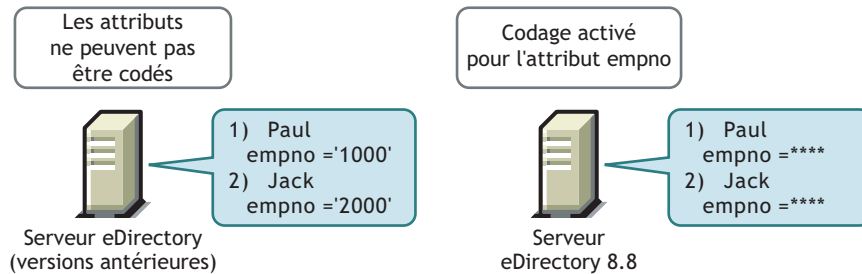 Les attributs
ne peuvent pas
être codés
1) Paul
empno ='1000'
2) Jack
empno ='2000'
Serveur eDirectory
(versions antérieures)
Codage activé
pour l'attribut empno
1) Paul
empno =****
2) Jack
empno =****
Serveur
eDirectory 8.8